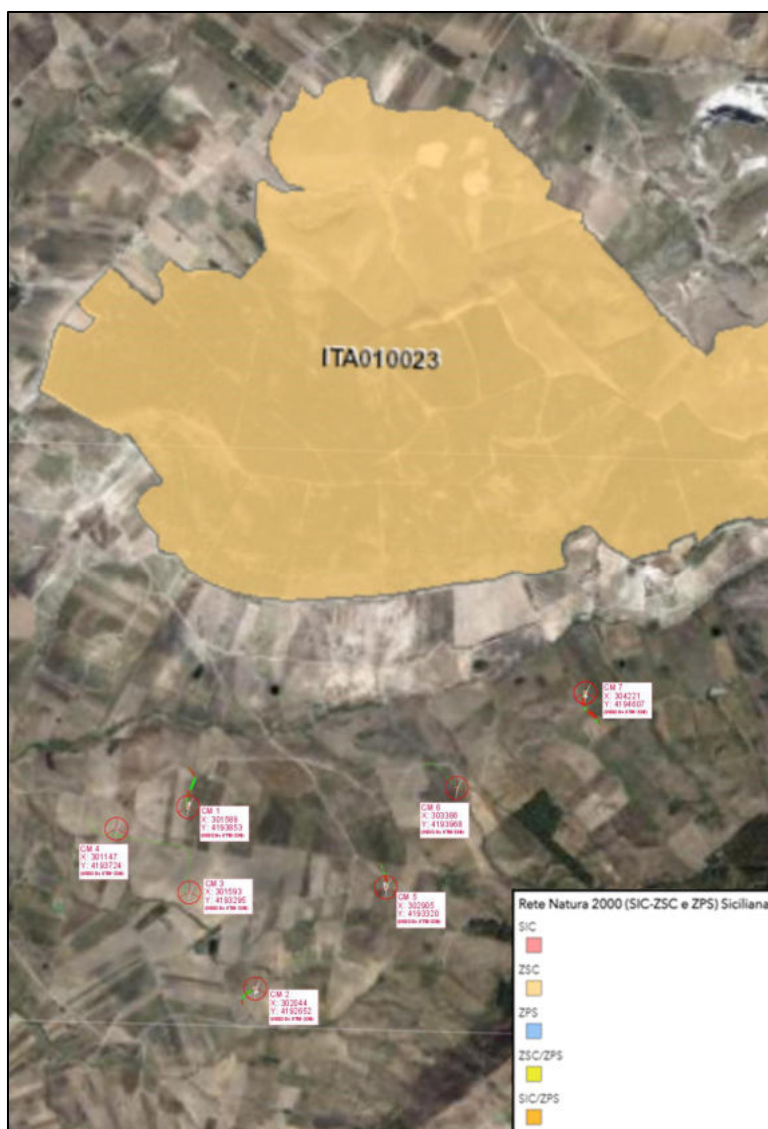 ITA010023
CM 7
X: 304221
Y: 4194607
CM 6
X: 303386
Y: 4193968
CM 1
X: 301589
Y: 4193853
CM 4
X: 301147
Y: 4193724
CM 3
X: 301593
Y: 4193295
CM 5
X: 302905
Y: 4193320
CM 2
X: 302044
Y: 4192652
Rete Natura 2000 (SIC-ZSC e ZPS) Siciliana
SIC
ZSC
ZPS
ZSC/ZPS
SIC/ZPS